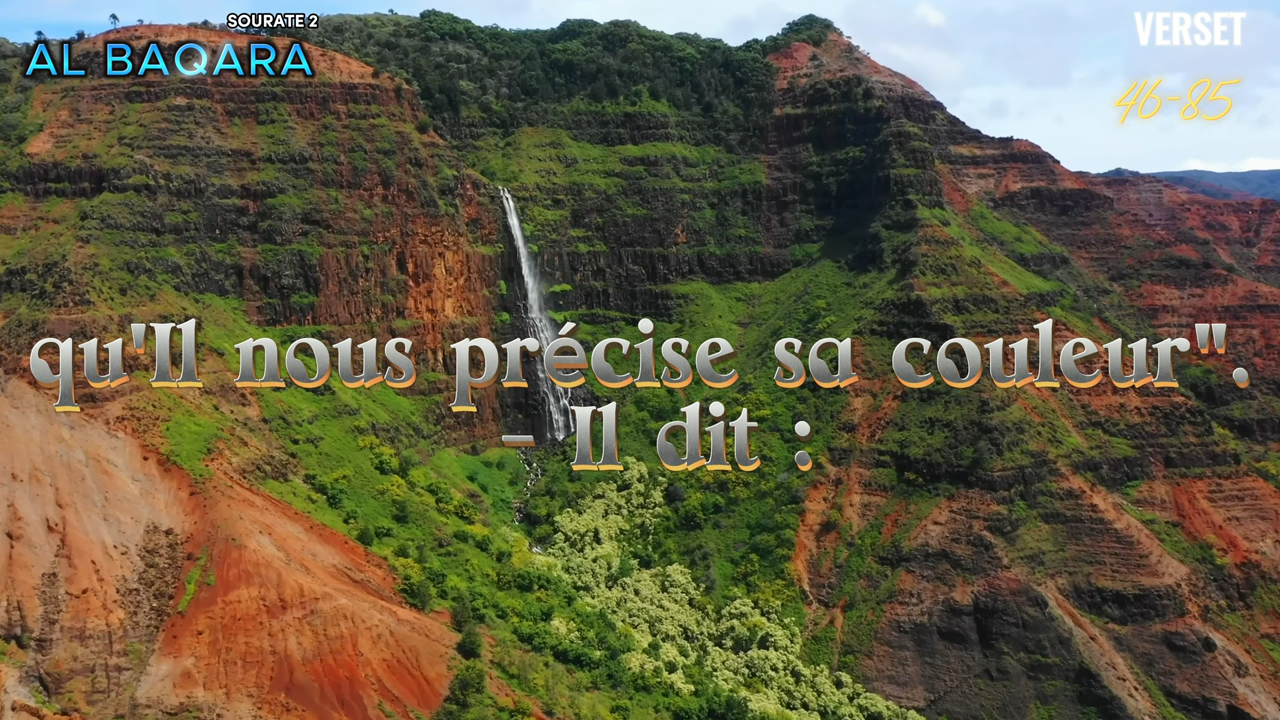 SOURATE 2
AL BAQARA
VERSET
46-85
qu'Il nous précise sa couleur".
– Il dit :